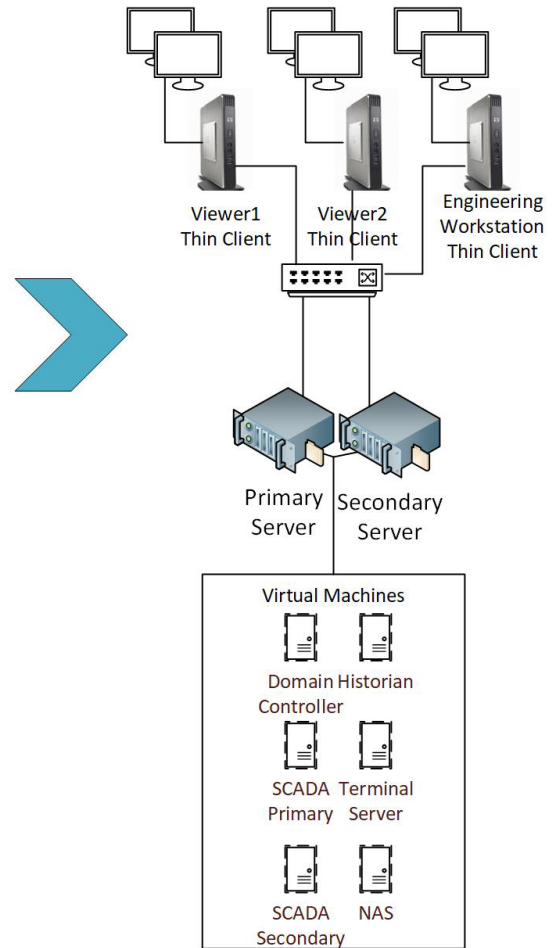 Viewer1
Thin Client
Viewer2
Thin Client
Engineering
Workstation
Thin Client
Primary
Server
Secondary
Server
Virtual Machines
Domain
Controller
Historian
SCADA
Primary
Terminal
Server
SCADA
Secondary
NAS